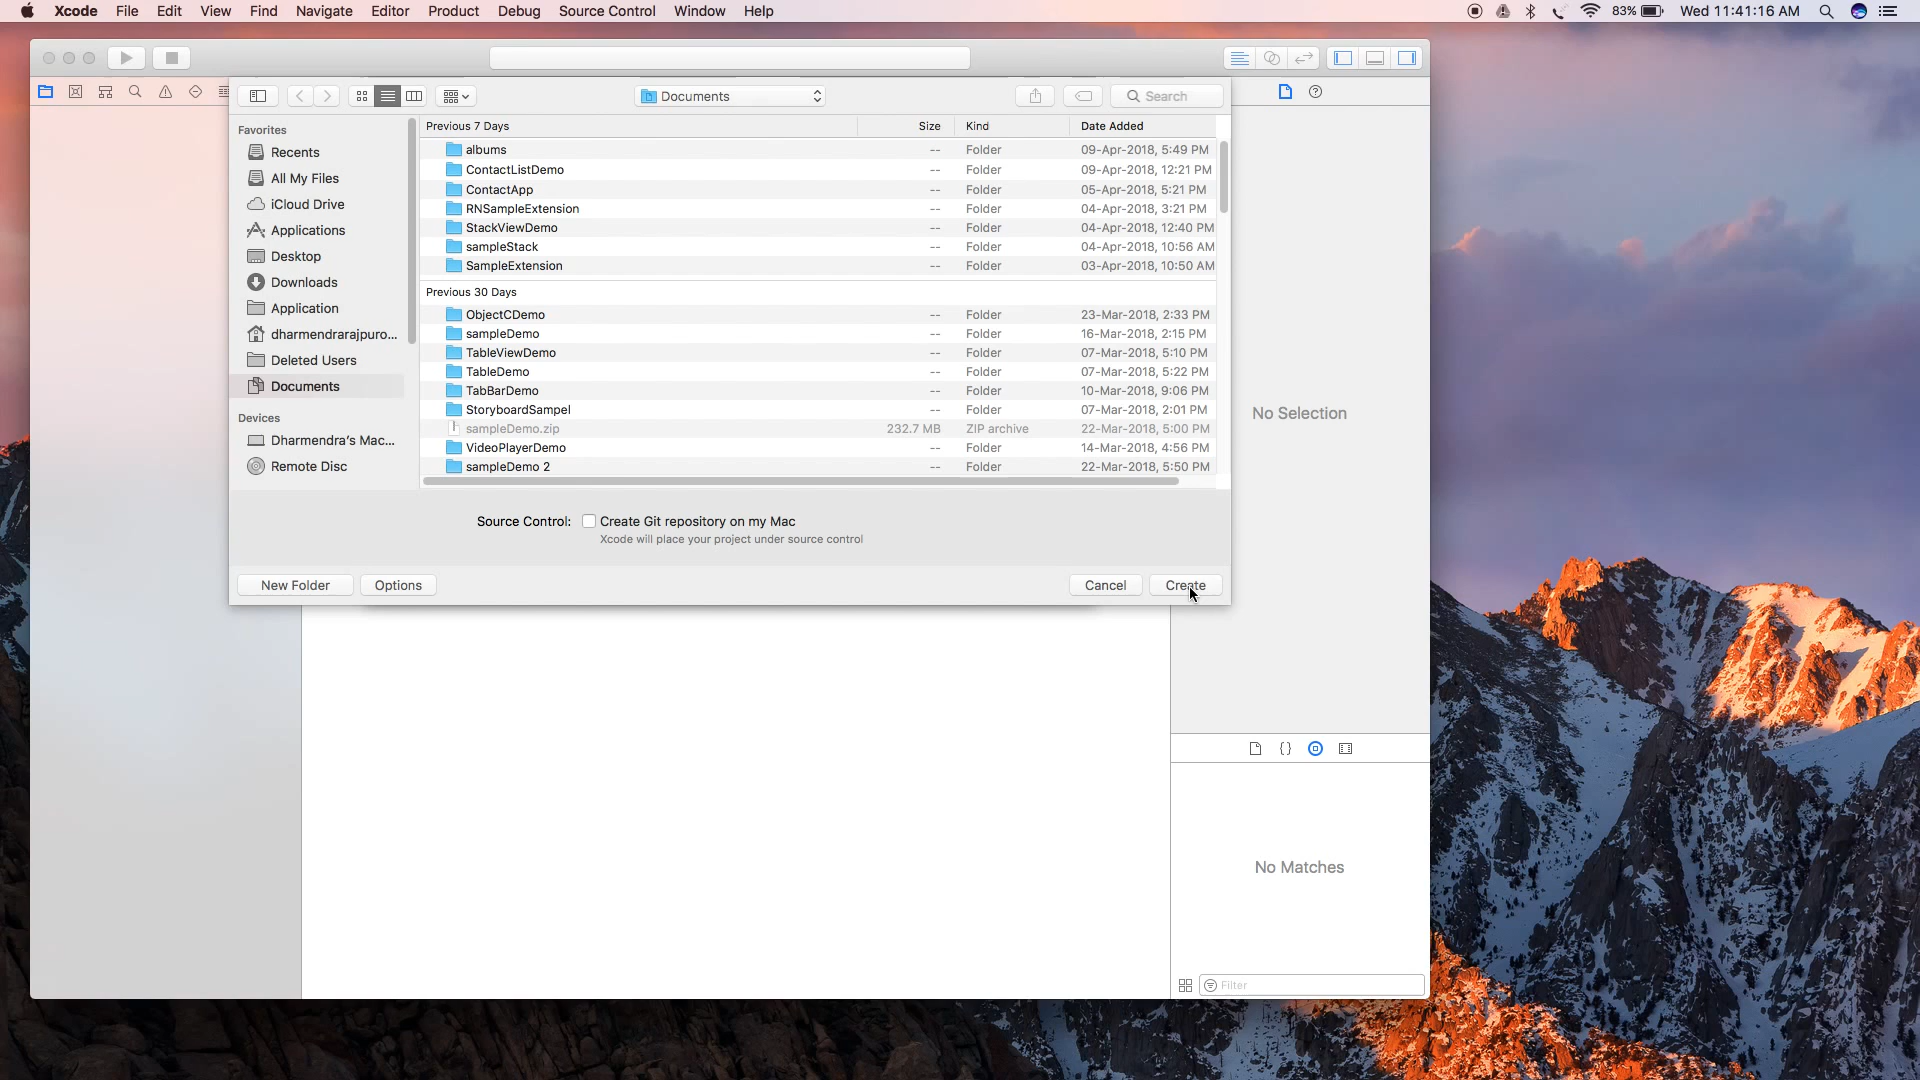 Xcode File Edit View Find Navigate Editor Product Debug Source Control Window Help 83% Wed 11:41:16 AM
Documents Search
Favorites
Recents
All My Files
iCloud Drive
Applications
Desktop
Downloads
Application
dharmendrarajpuro...
Deleted Users
Documents
Devices
Dharmendra's Mac...
Remote Disc
Previous 7 Days Size Kind Date Added
albums -- Folder 09-Apr-2018, 5:49 PM
ContactListDemo -- Folder 09-Apr-2018, 12:21 PM
ContactApp -- Folder 05-Apr-2018, 5:21 PM
RNSampleExtension -- Folder 04-Apr-2018, 3:21 PM
StackViewDemo -- Folder 04-Apr-2018, 12:40 PM
sampleStack -- Folder 04-Apr-2018, 10:56 AM
SampleExtension -- Folder 03-Apr-2018, 10:50 AM
Previous 30 Days
ObjectCDemo -- Folder 23-Mar-2018, 2:33 PM
sampleDemo -- Folder 16-Mar-2018, 2:15 PM
TableViewDemo -- Folder 07-Mar-2018, 5:10 PM
TableDemo -- Folder 07-Mar-2018, 5:22 PM
TabBarDemo -- Folder 10-Mar-2018, 9:06 PM
StoryboardSampel -- Folder 07-Mar-2018, 2:01 PM
sampleDemo.zip 232.7 MB ZIP archive 22-Mar-2018, 5:00 PM
VideoPlayerDemo -- Folder 14-Mar-2018, 4:56 PM
sampleDemo 2 -- Folder 22-Mar-2018, 5:50 PM
Source Control: Create Git repository on my Mac
Xcode will place your project under source control
New Folder Options Cancel Create
No Selection
No Matches
Filter